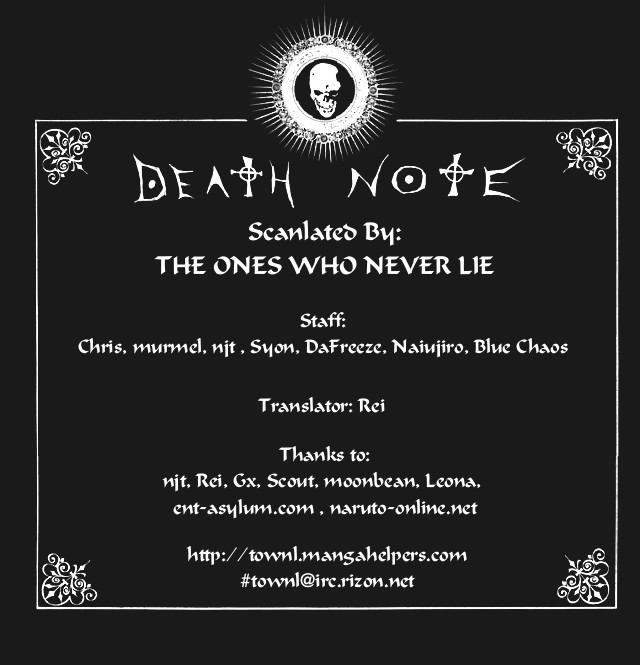 DEATH NOTE
Scanlated By:
THE ONES WHO NEVER LIE
Staff:
Chris, murmel, njt , Syon, DaFreeze, Naiujiro, Blue Chaos
Translator: Rei
Thanks to:
njt, Rei, Gx, Scout, moonbean, Leona,
ent-asylum.com , naruto-online.net
http://townl.mangahelpers.com
#townl@irc.rizon.net